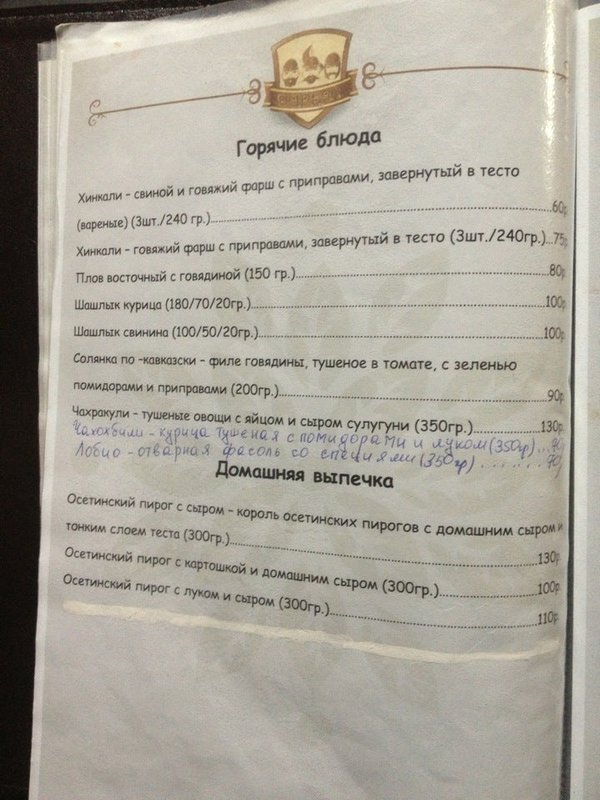 Горячие блюда
Хинкали - свиной и говяжий фарш с приправами, завернутый в тесто
(вареные) (3шт./240 гр.)....................60р
Хинкали - говяжий фарш с приправами, завернутый в тесто (3шт./240гр.)...75р
Плов восточный с говядиной (150 гр.)....................80р
Шашлык курица (180/70/20гр.)....................100р
Шашлык свинина (100/50/20гр.)....................100р
Солянка по -кавказски - филе говядины, тушеное в томате, с зеленью
помидорами и приправами (200гр.)....................90р
Чахракули - тушеные овощи с яйцом и сыром сулугуни (350гр.)..........130р
Чахохбили - курица тушеная с помидорами и луком (350гр)...
Лобио - отварная фасоль со специями (350гр)......
Домашняя выпечка
Осетинский пирог с сыром - король осетинских пирогов с домашним сыром и
тонким слоем теста (300гр.)....................130р
Осетинский пирог с картошкой и домашним сыром (300гр.)..........100р
Осетинский пирог с луком и сыром (300гр.)....................110р